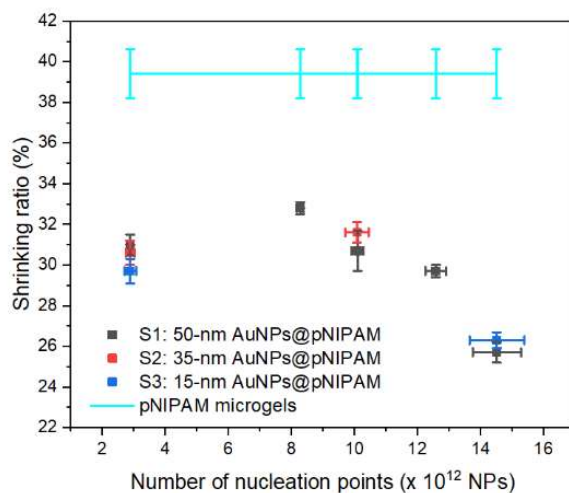 42
40
38
36
34
32
30
28
26
24
22
Shrinking ratio (%)
S1: 50-nm AuNPs@pNIPAM
S2: 35-nm AuNPs@pNIPAM
S3: 15-nm AuNPs@pNIPAM
pNIPAM microgels
2 4 6 8 10 12 14 16
Number of nucleation points (x 10¹² NPs)